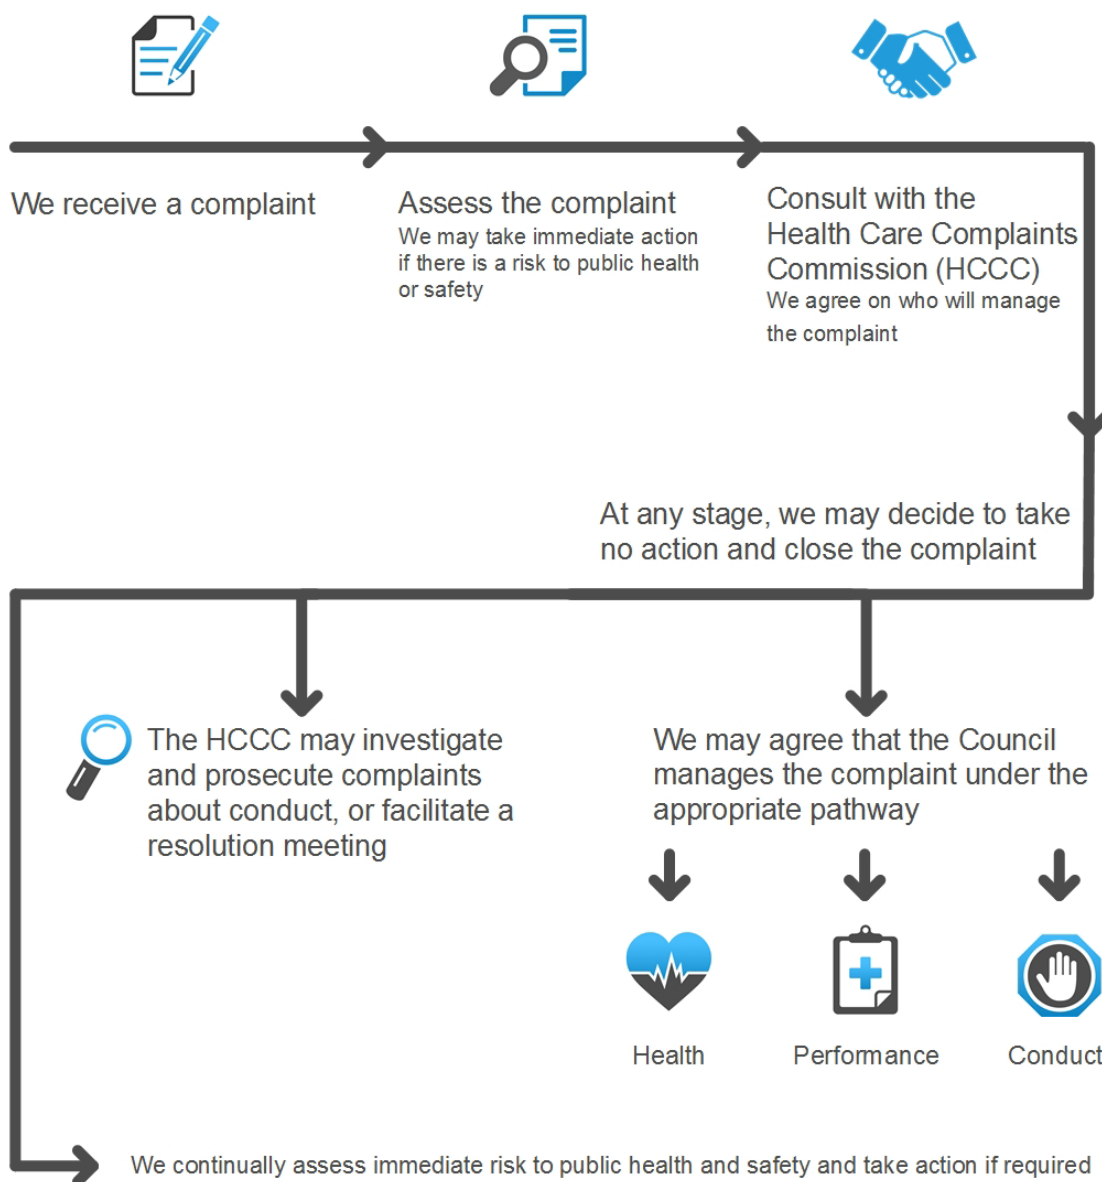 We receive a complaint
Assess the complaint
We may take immediate action
if there is a risk to public health
or safety
Consult with the
Health Care Complaints
Commission (HCCC)
We agree on who will manage
the complaint
At any stage, we may decide to take
no action and close the complaint
The HCCC may investigate
and prosecute complaints
about conduct, or facilitate a
resolution meeting
We may agree that the Council
manages the complaint under the
appropriate pathway
Health
Performance
Conduct
We continually assess immediate risk to public health and safety and take action if required